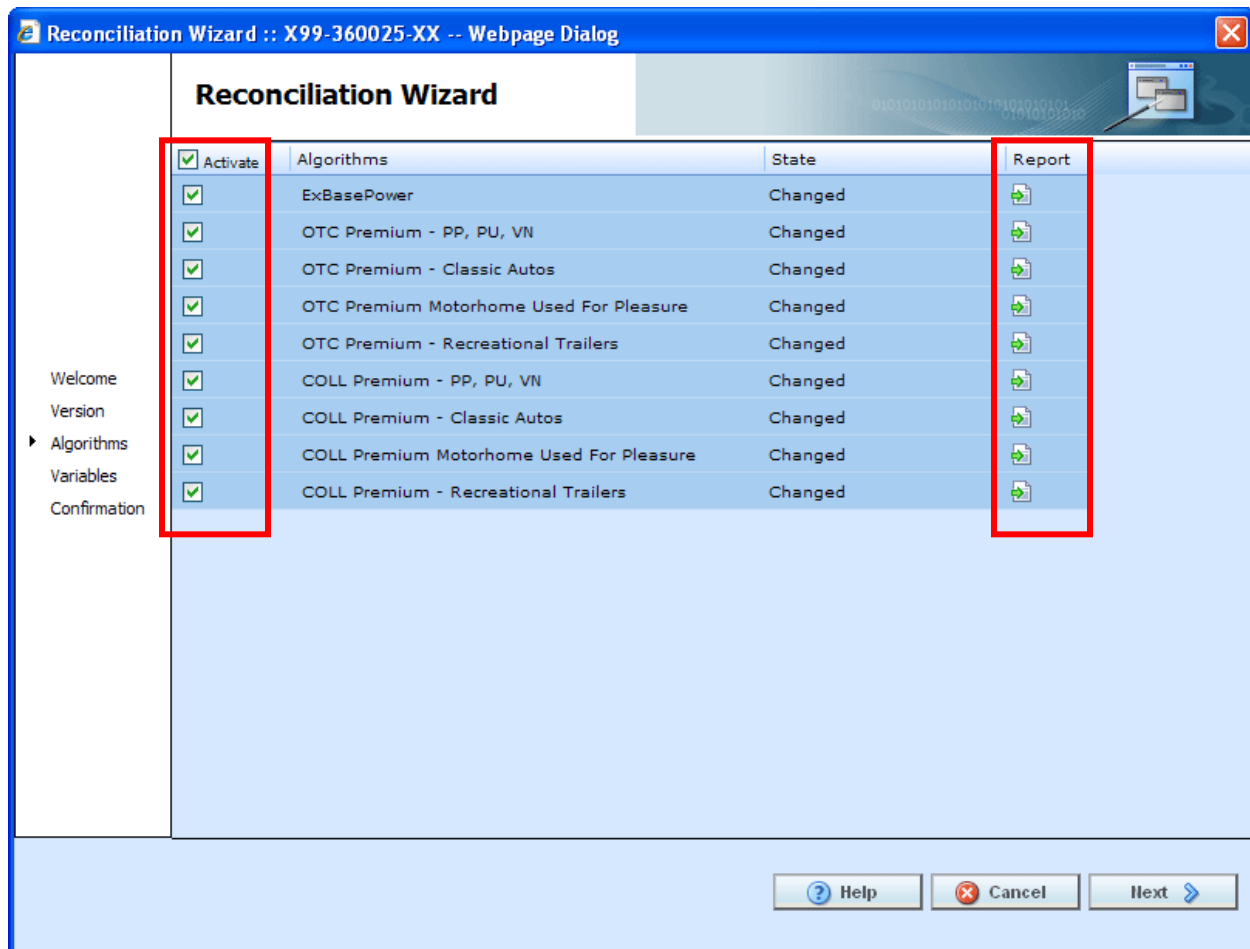 Reconciliation Wizard :: X99-360025-XX -- Webpage Dialog
Reconciliation Wizard
Activate Algorithms State Report
ExBasePower Changed
OTC Premium - PP, PU, VN Changed
OTC Premium - Classic Autos Changed
OTC Premium Motorhome Used For Pleasure Changed
OTC Premium - Recreational Trailers Changed
COLL Premium - PP, PU, VN Changed
COLL Premium - Classic Autos Changed
COLL Premium Motorhome Used For Pleasure Changed
COLL Premium - Recreational Trailers Changed
Welcome
Version
Algorithms
Variables
Confirmation
Help Cancel Next